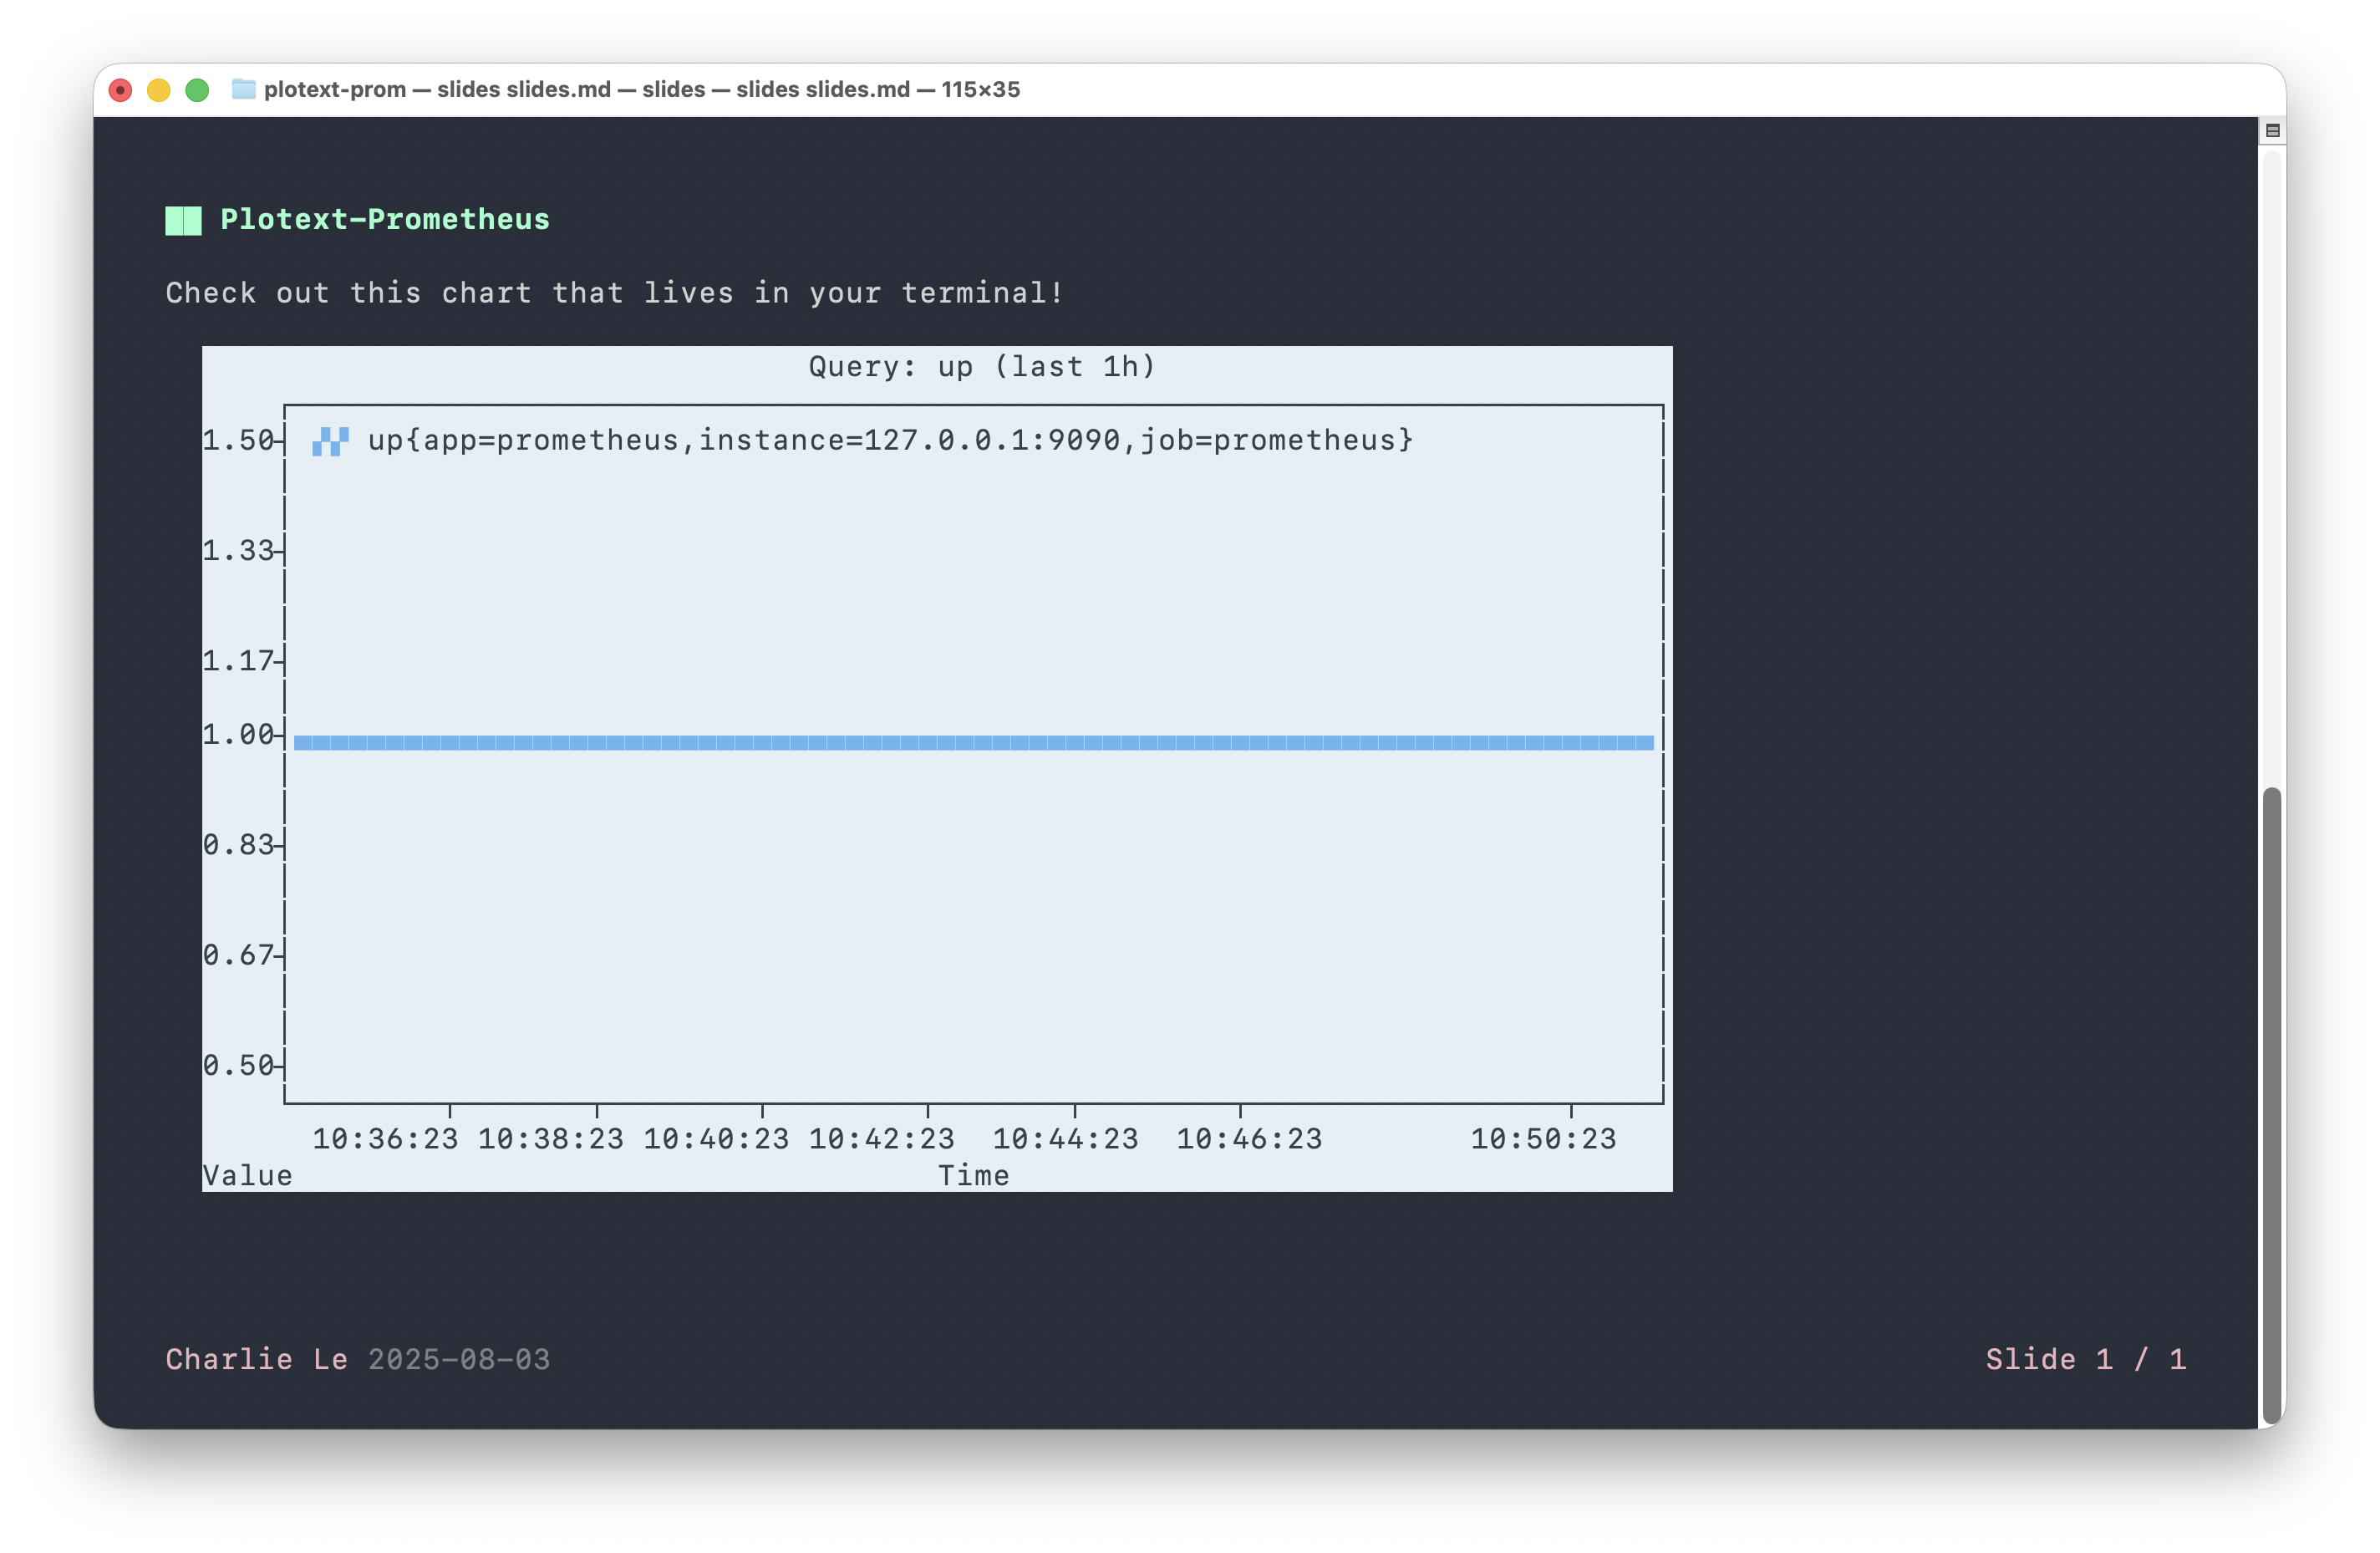 plotext-prom — slides slides.md — slides — slides slides.md — 115×35
Plotext-Prometheus
Check out this chart that lives in your terminal!
Query: up (last 1h)
1.50
up{app=prometheus,instance=127.0.0.1:9090,job=prometheus}
1.33
1.17
1.00
0.83
0.67
0.50
10:36:23 10:38:23 10:40:23 10:42:23 10:44:23 10:46:23 10:50:23
Value Time
Charlie Le 2025-08-03 Slide 1 / 1